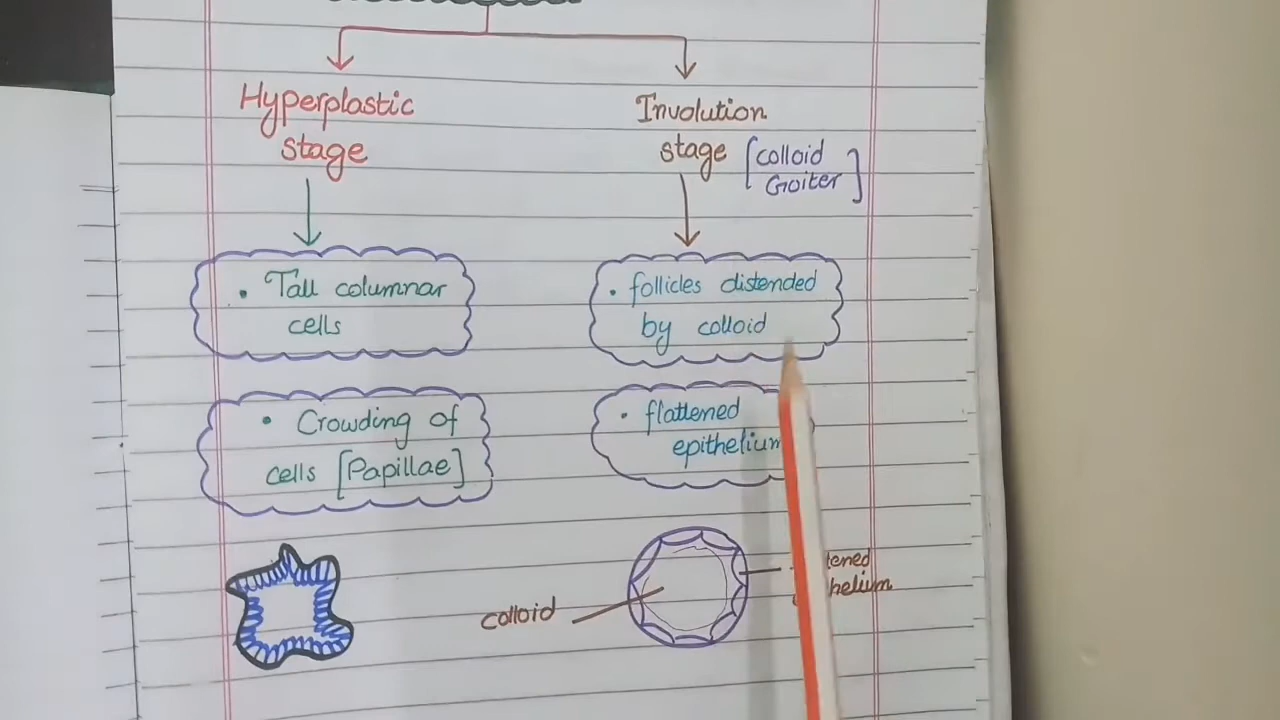 Hyperplastic
stage
Involution
stage [colloid
Goiter]
• Tall columnar
cells
• follicles distended
by colloid
• Crowding of
cells [Papillae]
• flattened
epithelium
colloid